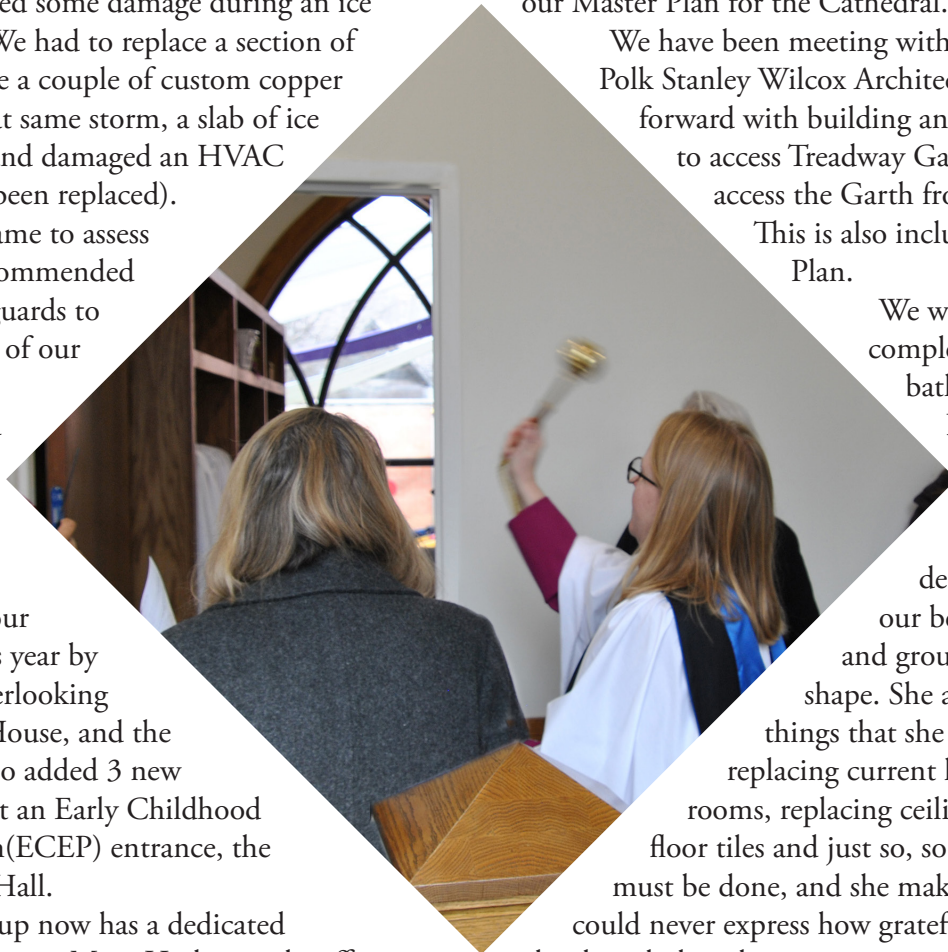 ed some damage during an ice
We had to replace a section of
e a couple of custom copper
at same storm, a slab of ice
nd damaged an HVAC
been replaced).
ame to assess
ommended
guards to
of our
our
s year by
erlooking
House, and the
o added 3 new
t an Early Childhood
(ECEP) entrance, the
Hall.
up now has a dedicated
our Master Plan for the Cathedral.
We have been meeting with
Polk Stanley Wilcox Architec
forward with building an
to access Treadway Ga
access the Garth fro
This is also inclu
Plan.
We w
comple
bath
de
our be
and grou
shape. She a
things that she
replacing current l
rooms, replacing ceili
floor tiles and just so, so
must be done, and she mak
could never express how gratef